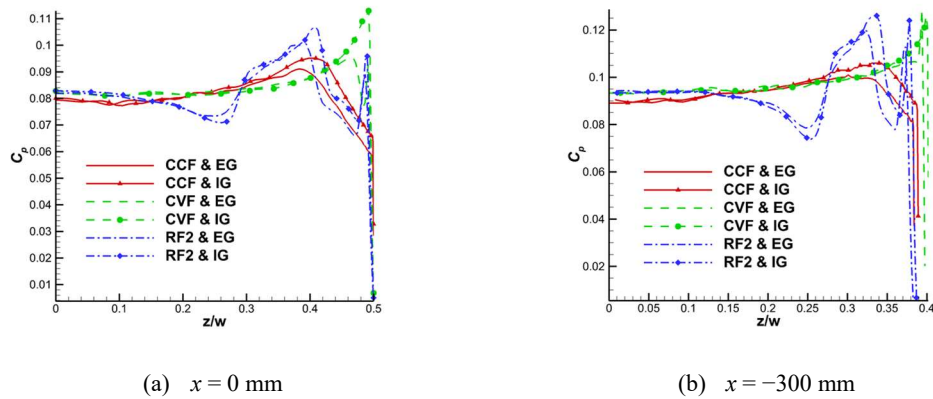 0.11
0.1
0.09
0.08
0.07
0.06
0.05
0.04
0.03
0.02
0.01
Cp
CCF & EG
CCF & IG
CVF & EG
CVF & IG
RF2 & EG
RF2 & IG
0 0.1 0.2 0.3 0.4 0.5
z/w
(a) x = 0 mm
0.12
0.1
0.08
0.06
0.04
0.02
Cp
CCF & EG
CCF & IG
CVF & EG
CVF & IG
RF2 & EG
RF2 & IG
0 0.05 0.1 0.15 0.2 0.25 0.3 0.35 0.4
z/w
(b) x = −300 mm